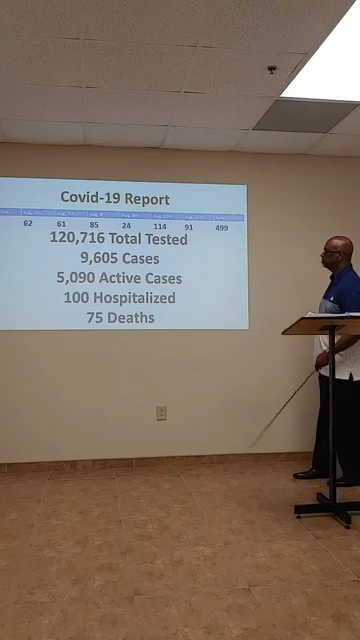 Covid-19 Report
62 61 85 24 114 91 499
120,716 Total Tested
9,605 Cases
5,090 Active Cases
100 Hospitalized
75 Deaths